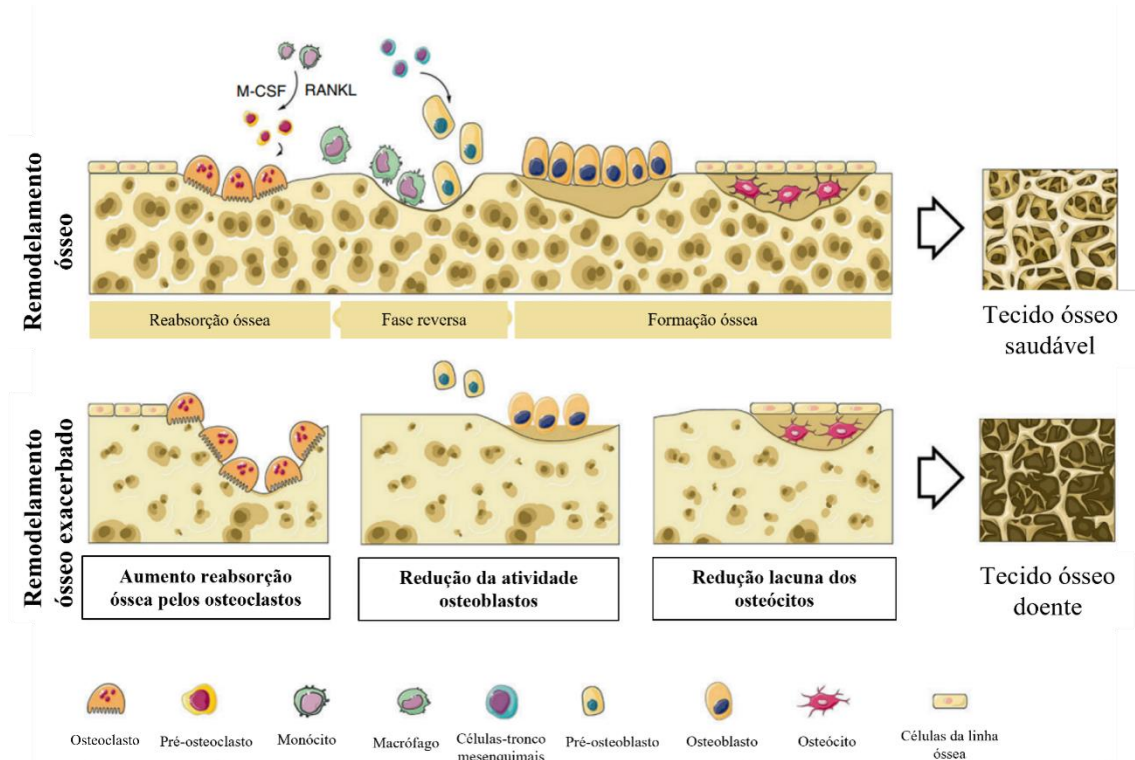 M-CSF
RANKL
Remodelamento
ósseo
Reabsorção óssea
Fase reversa
Formação óssea
Tecido ósseo
saudável
Remodelamento
ósseo exacerbado
Aumento reabsorção
óssea pelos osteoclastos
Redução da atividade
osteoblastos
Redução lacuna dos
osteócitos
Tecido ósseo
doente
Osteoclasto
Pré-osteoclasto
Monócito
Macrófago
Células-tronco
mesenquimais
Pré-osteoblasto
Osteoblasto
Osteócito
Células da linha
óssea